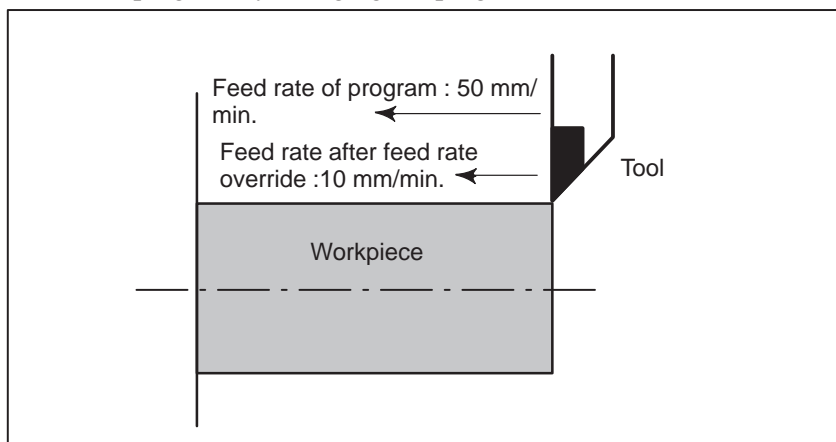 Feed rate of program : 50 mm/
min.
Feed rate after feed rate
override :10 mm/min.
Tool
Workpiece